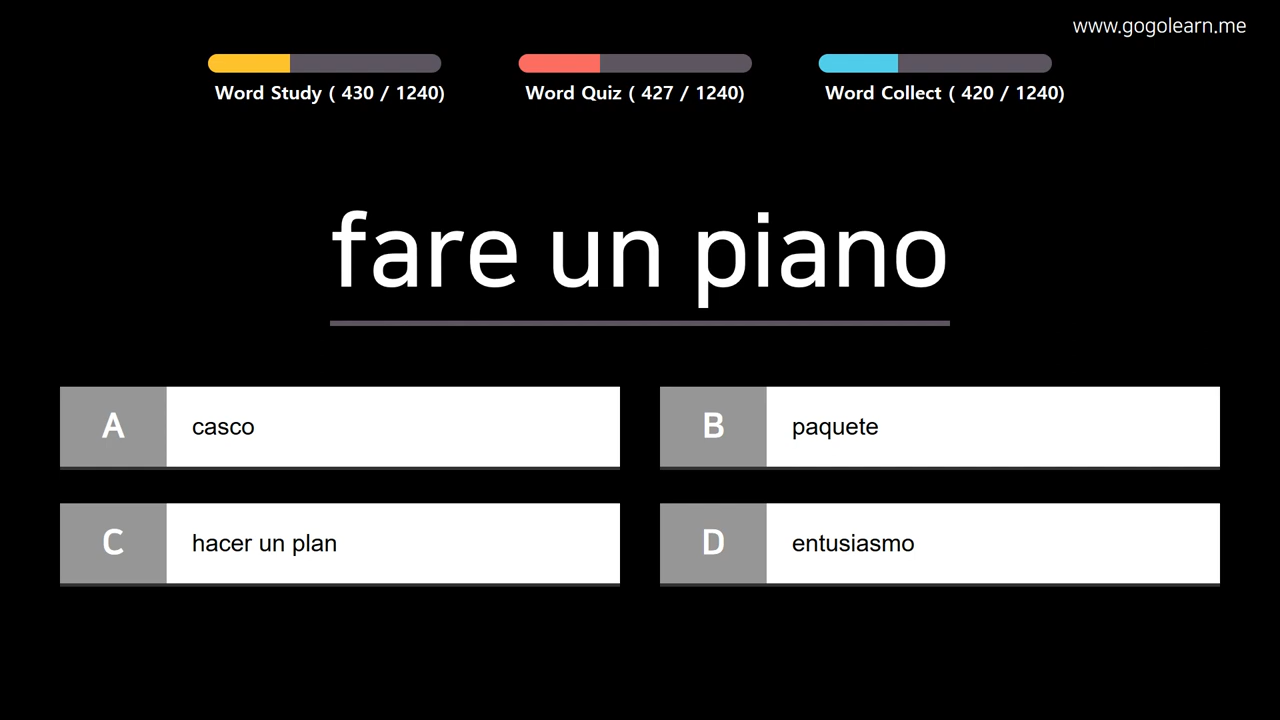 www.gogolearn.me
Word Study ( 430 / 1240)
Word Quiz ( 427 / 1240)
Word Collect ( 420 / 1240)
fare un piano
A casco
B paquete
C hacer un plan
D entusiasmo